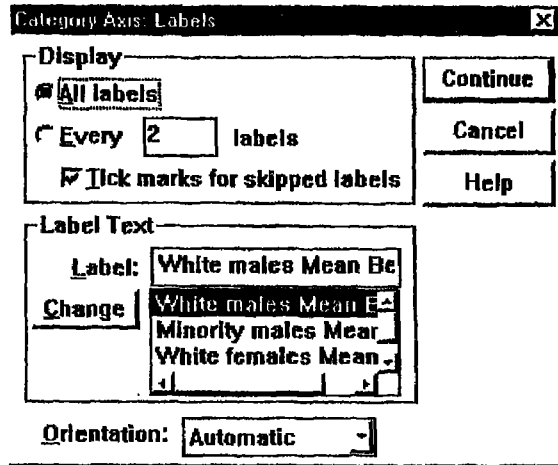 Category Axis: Labels
Display
All labels
Every 2 labels
Tick marks for skipped labels
Continue
Cancel
Help
Label Text
Label: White males Mean Be
Change
White males Mean B
Minority males Mear
White females Mean
Orientation: Automatic